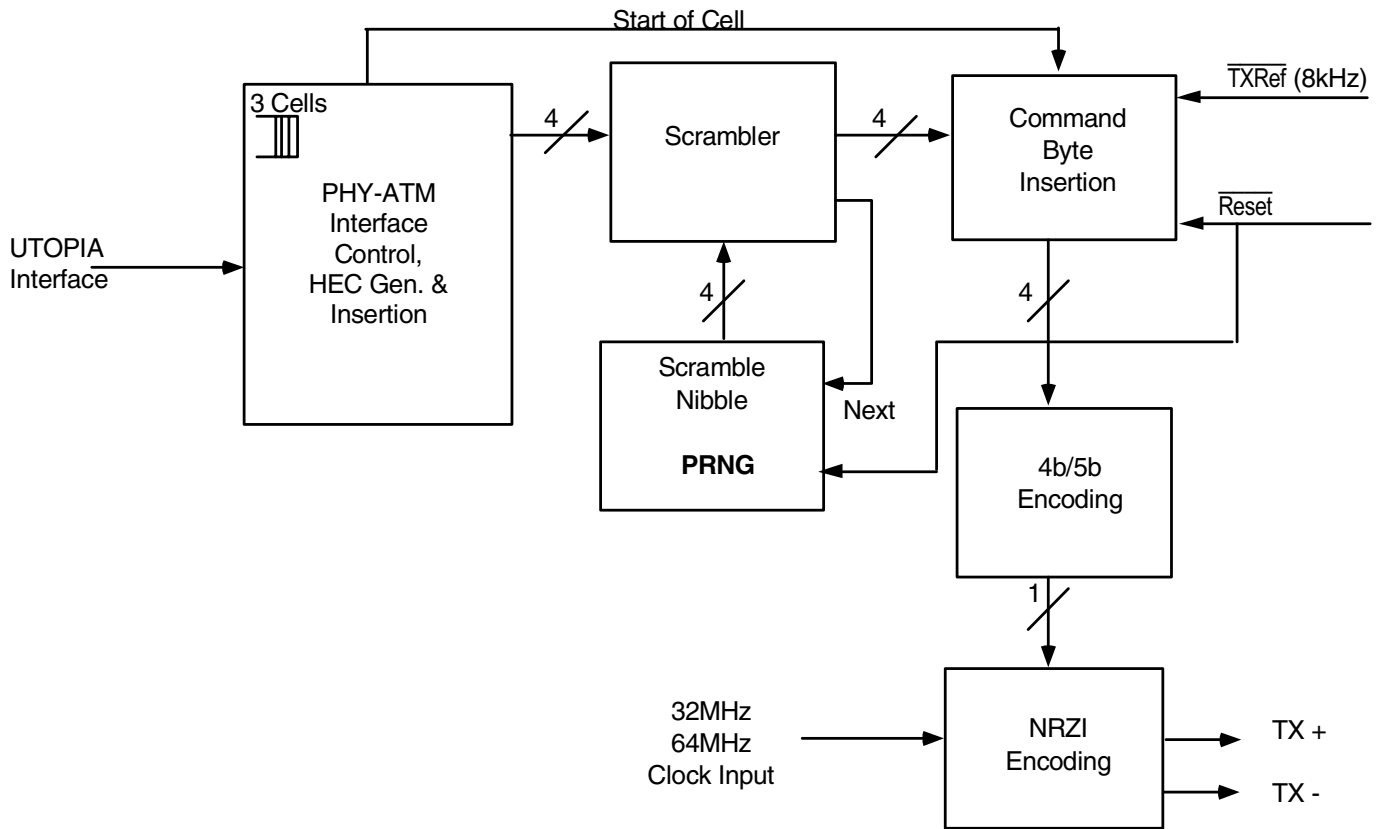 Start of Cell
TXRef (8kHz)
3 Cells
4
4
Scrambler
Command
Byte
Insertion
PHY-ATM
Interface
Control,
HEC Gen. &
Insertion
Reset
UTOPIA
Interface
4
4
Scramble
Nibble
Next
PRNG
4b/5b
Encoding
1
32MHz
64MHz
Clock Input
NRZI
Encoding
TX +
TX -